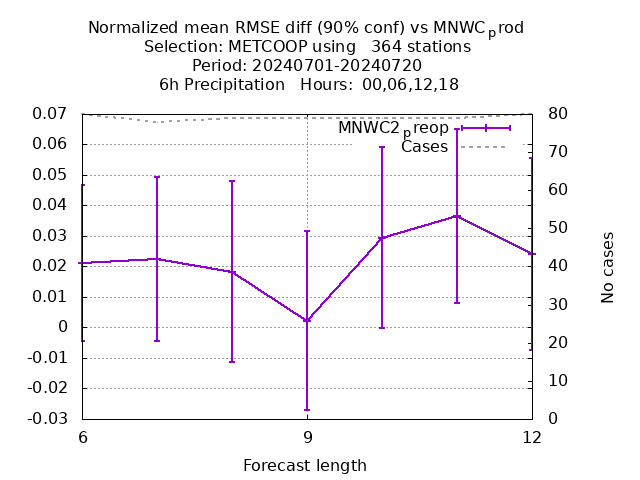 Normalized mean RMSE diff (90% conf) vs MNWCprod
Selection: METCOOP using   364 stations
Period: 20240701-20240720
6h Precipitation   Hours:  00,06,12,18
0.07
0.06
0.05
0.04
0.03
0.02
0.01
0
-0.01
-0.02
-0.03
MNWC2preop
Cases
80
70
60
50
40
30
20
10
0
No cases
6
9
12
Forecast length